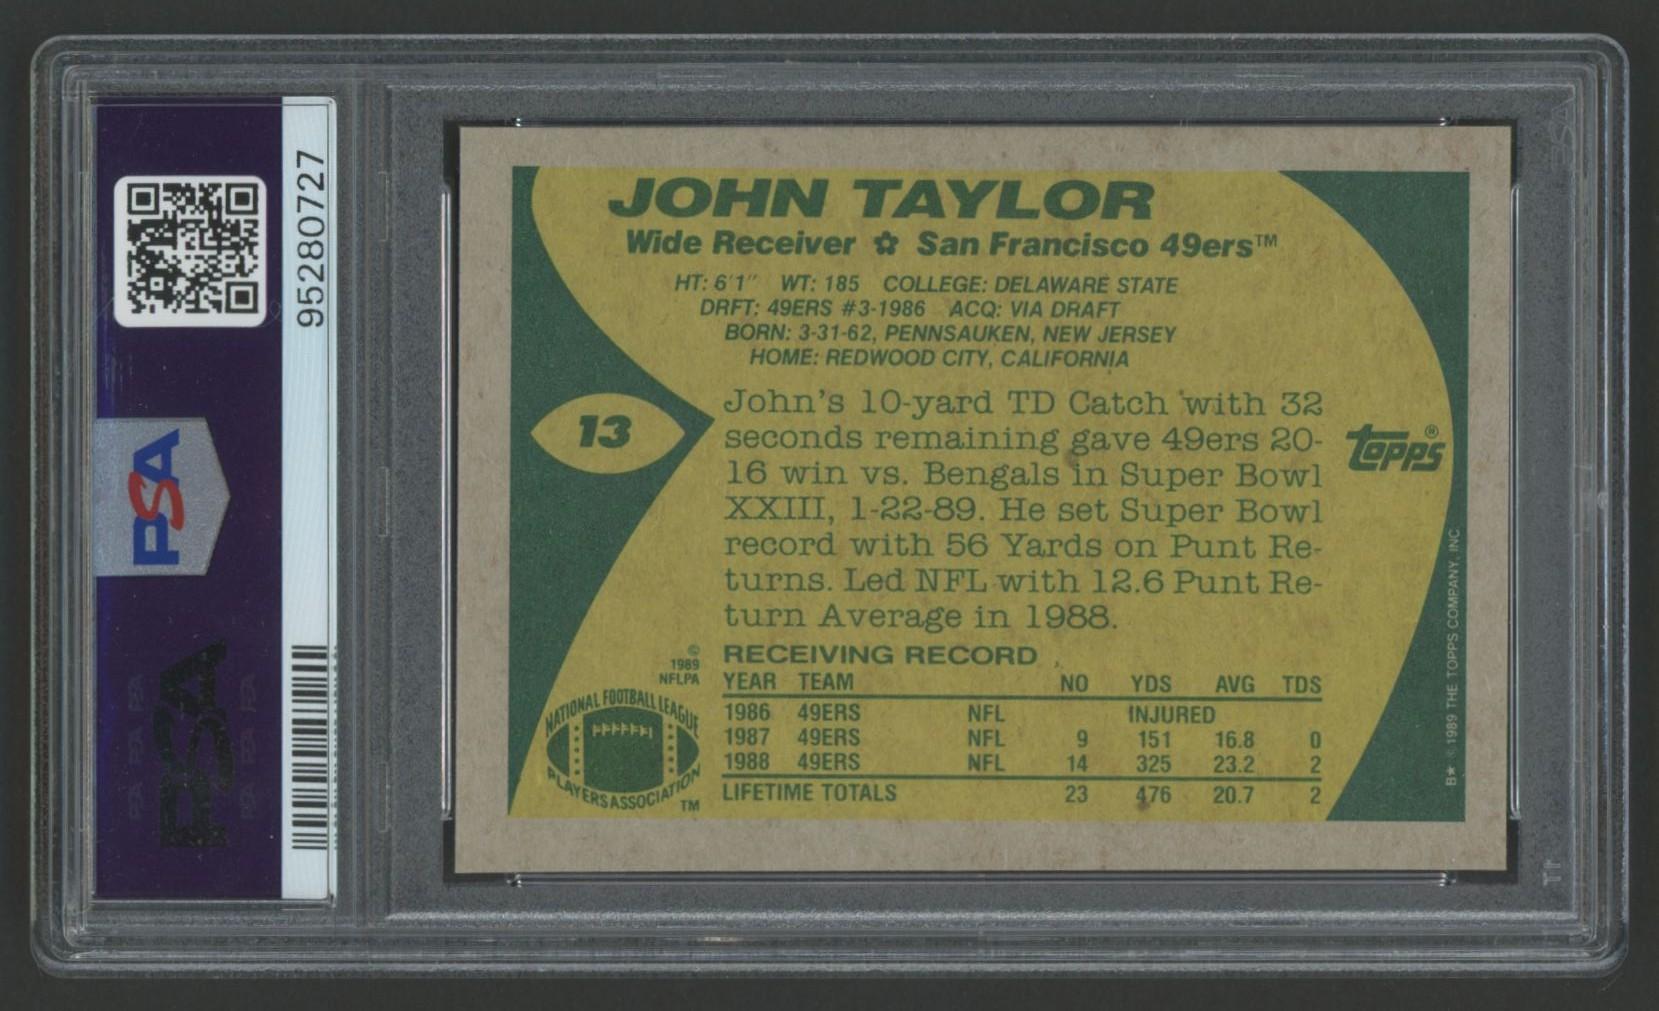 95280727
PSA
PSA
JOHN TAYLOR
Wide Receiver ✿ San Francisco 49ers™
HT: 6'1" WT: 185 COLLEGE: DELAWARE STATE
DRFT: 49ERS #3-1986 ACQ: VIA DRAFT
BORN: 3-31-62, PENNSAUKEN, NEW JERSEY
HOME: REDWOOD CITY, CALIFORNIA
13
John's 10-yard TD Catch with 32
seconds remaining gave 49ers 20-
16 win vs. Bengals in Super Bowl
XXIII, 1-22-89. He set Super Bowl
record with 56 Yards on Punt Re-
turns. Led NFL with 12.6 Punt Re-
turn Average in 1988.
topps®
© 
1989
NFLPA
NATIONAL FOOTBALL LEAGUE
PLAYERS ASSOCIATION
™
RECEIVING RECORD
YEAR TEAM NO YDS AVG TDS
1986 49ERS NFL INJURED
1987 49ERS NFL 9 151 16.8 0
1988 49ERS NFL 14 325 23.2 2
LIFETIME TOTALS 23 476 20.7 2
B★ © 1989 THE TOPPS COMPANY, INC